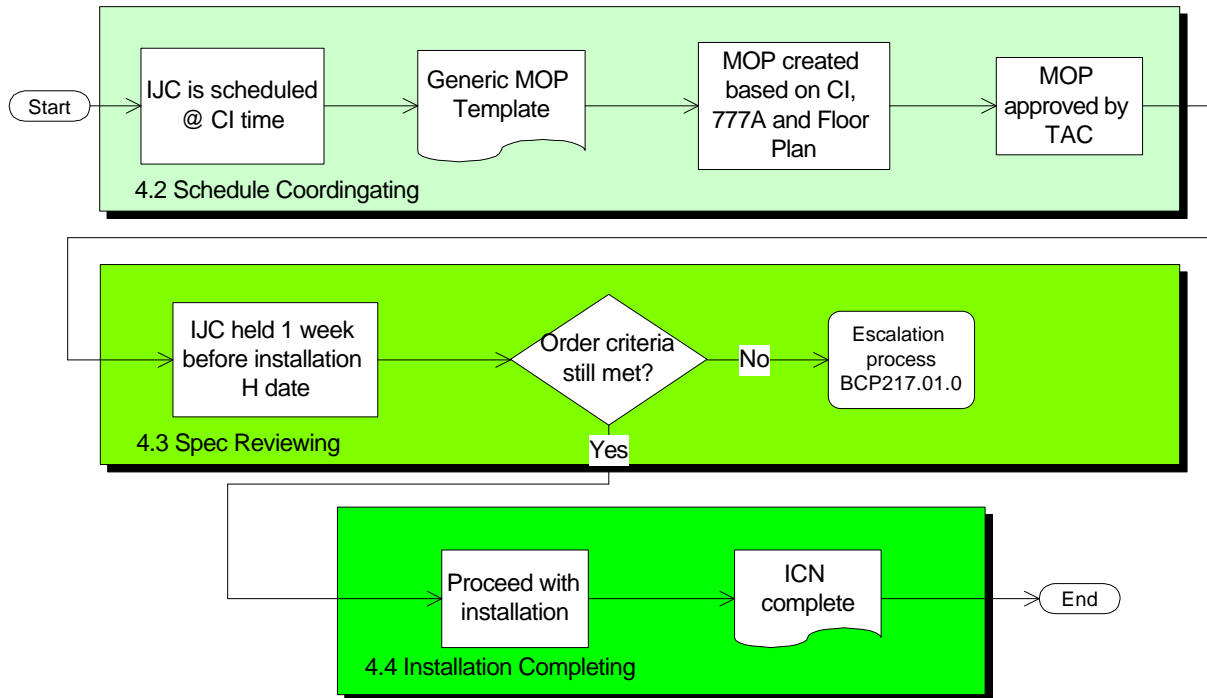 Start
IJC is scheduled
@ CI time
Generic MOP
Template
MOP created
based on CI,
777A and Floor
Plan
MOP
approved by
TAC
4.2 Schedule Coordingating
IJC held 1 week
before installation
H date
Order criteria
still met?
No
Escalation
process
BCP217.01.0
4.3 Spec Reviewing
Yes
Proceed with
installation
ICN
complete
End
4.4 Installation Completing